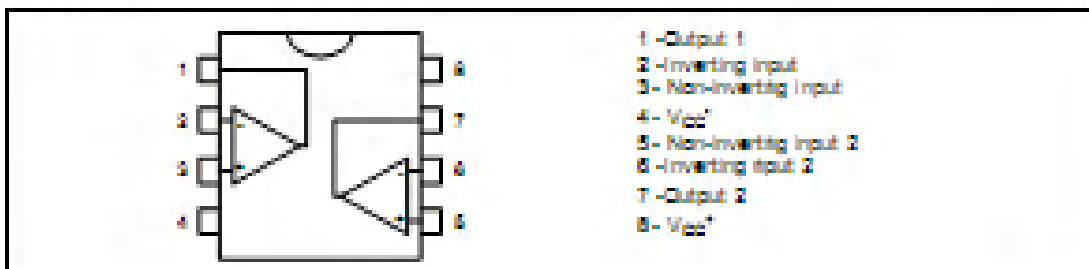 1 8
2 7
3 6
4 5
1 -Output 1
2 -Inverting input
3 - Non-inverting input
4 - VCC-
5 - Non-inverting input 2
6 -Inverting input 2
7 -Output 2
8 - VCC+